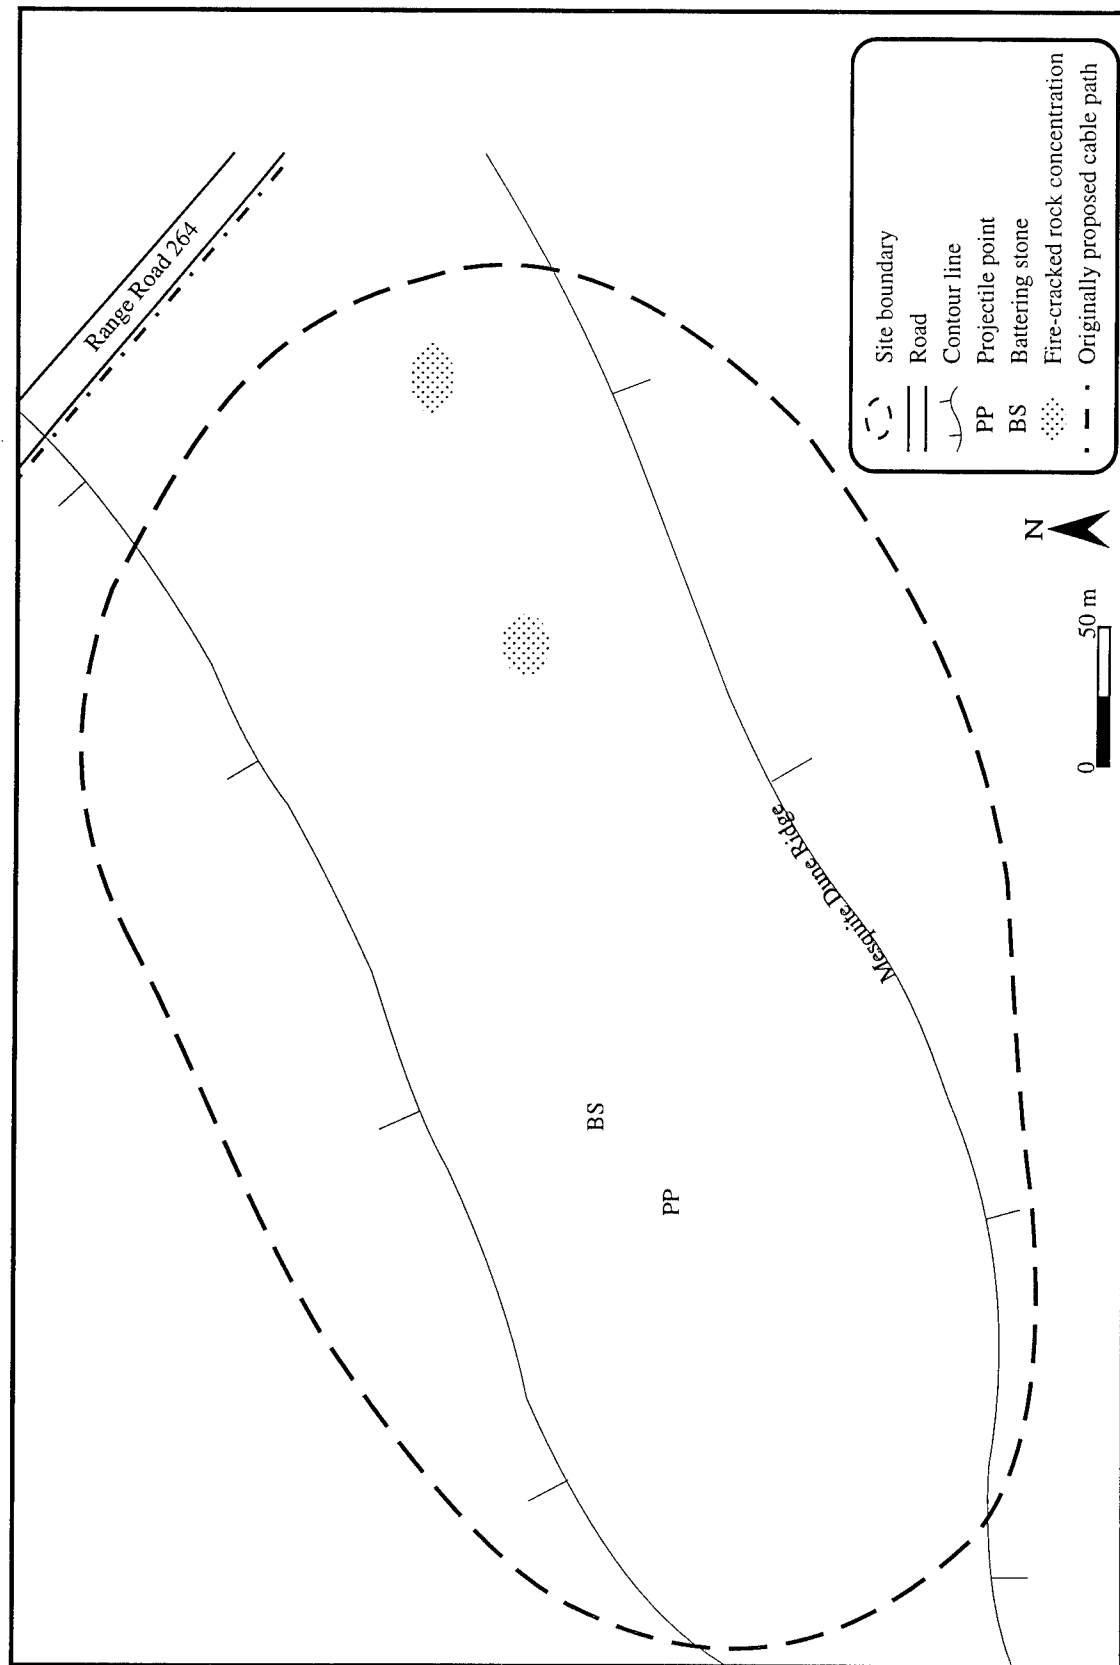 Range Road 264
Mesquite Dune Ridge
BS
PP
Site boundary
Road
Contour line
PP Projectile point
BS Battering stone
Fire-cracked rock concentration
Originally proposed cable path
N
0 50 m